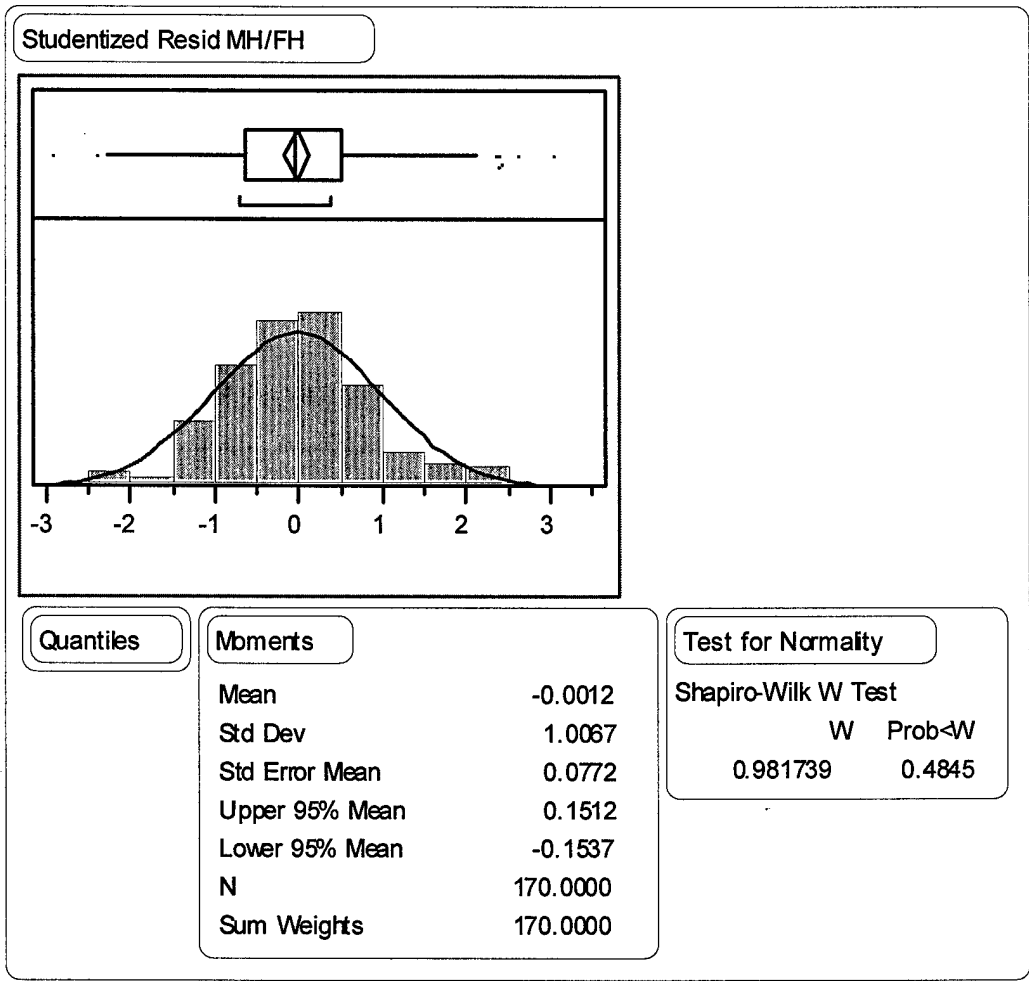 Studentized Resid MH/FH
-3 -2 -1 0 1 2 3
Quantiles
Moments
Mean -0.0012
Std Dev 1.0067
Std Error Mean 0.0772
Upper 95% Mean 0.1512
Lower 95% Mean -0.1537
N 170.0000
Sum Weights 170.0000
Test for Normality
Shapiro-Wilk W Test
W Prob<W
0.981739 0.4845